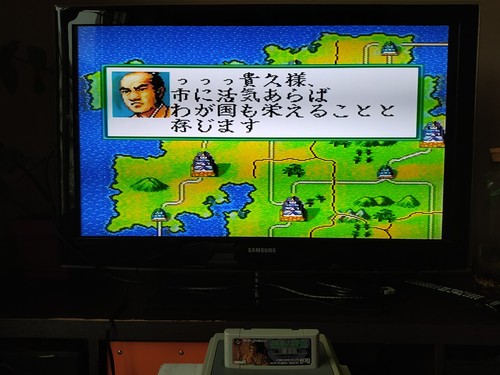 っっっ貴久様、
市に活気あらば
わが国も栄えることと
存じます
SAMSUNG